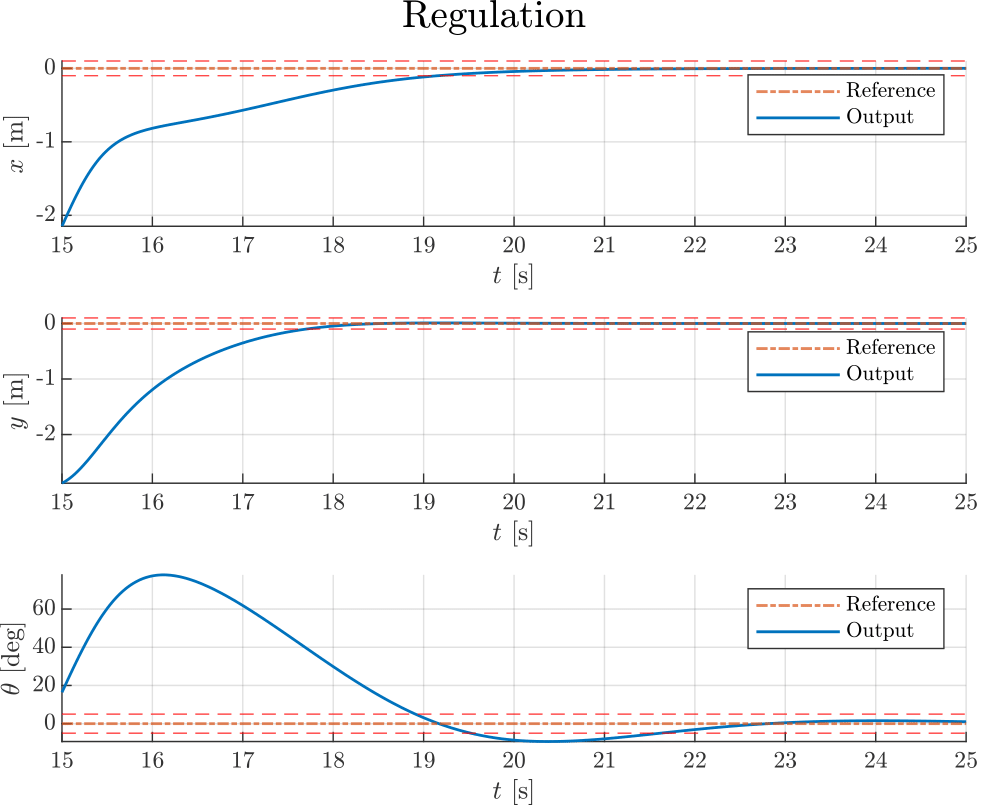 Regulation
0
-1
-2
x [m]
Reference
Output
15 16 17 18 19 20 21 22 23 24 25
t [s]
0
-1
-2
y [m]
Reference
Output
15 16 17 18 19 20 21 22 23 24 25
t [s]
60
40
20
0
θ [deg]
Reference
Output
15 16 17 18 19 20 21 22 23 24 25
t [s]